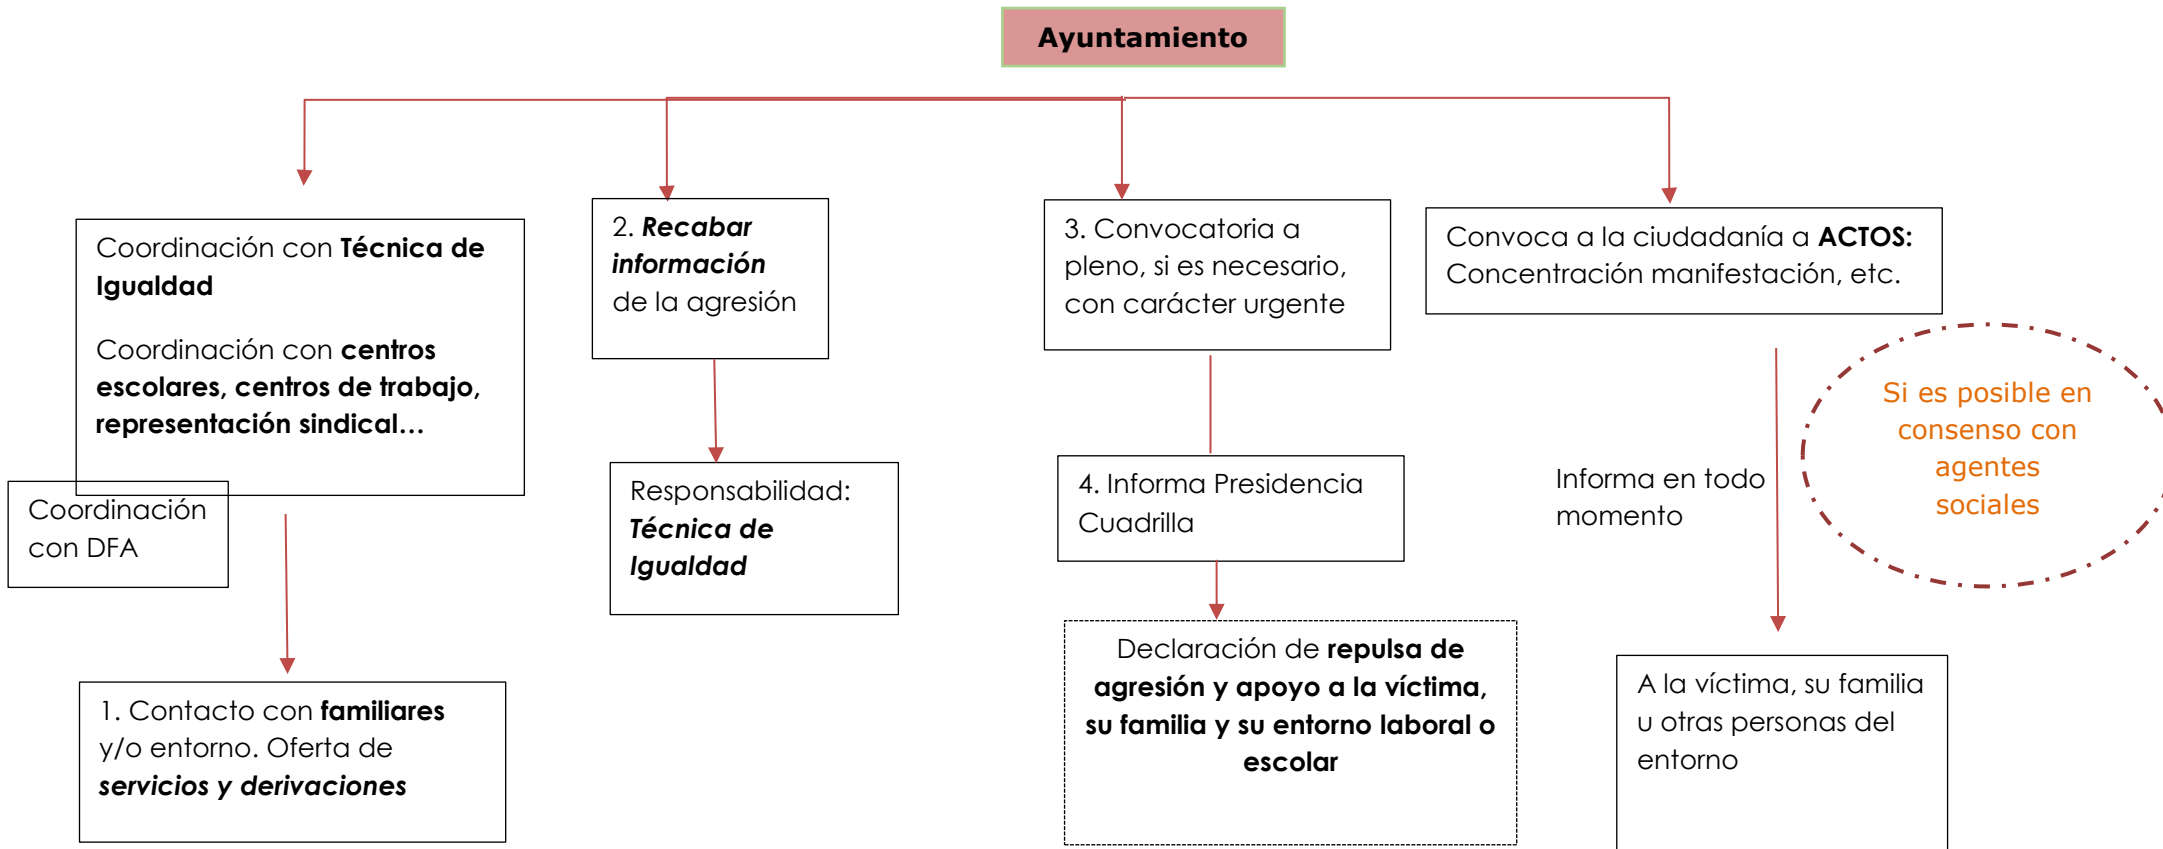 Ayuntamiento
Coordinación con Técnica de
Igualdad
Coordinación con centros
escolares, centros de trabajo,
representación sindical…
Coordinación
con DFA
1. Contacto con familiares
y/o entorno. Oferta de
servicios y derivaciones
2. Recabar
información
de la agresión
Responsabilidad:
Técnica de
Igualdad
3. Convocatoria a
pleno, si es necesario,
con carácter urgente
4. Informa Presidencia
Cuadrilla
Declaración de repulsa de
agresión y apoyo a la víctima,
su familia y su entorno laboral o
escolar
Convoca a la ciudadanía a ACTOS:
Concentración manifestación, etc.
Si es posible en
consenso con
agentes
sociales
Informa en todo
momento
A la víctima, su familia
u otras personas del
entorno